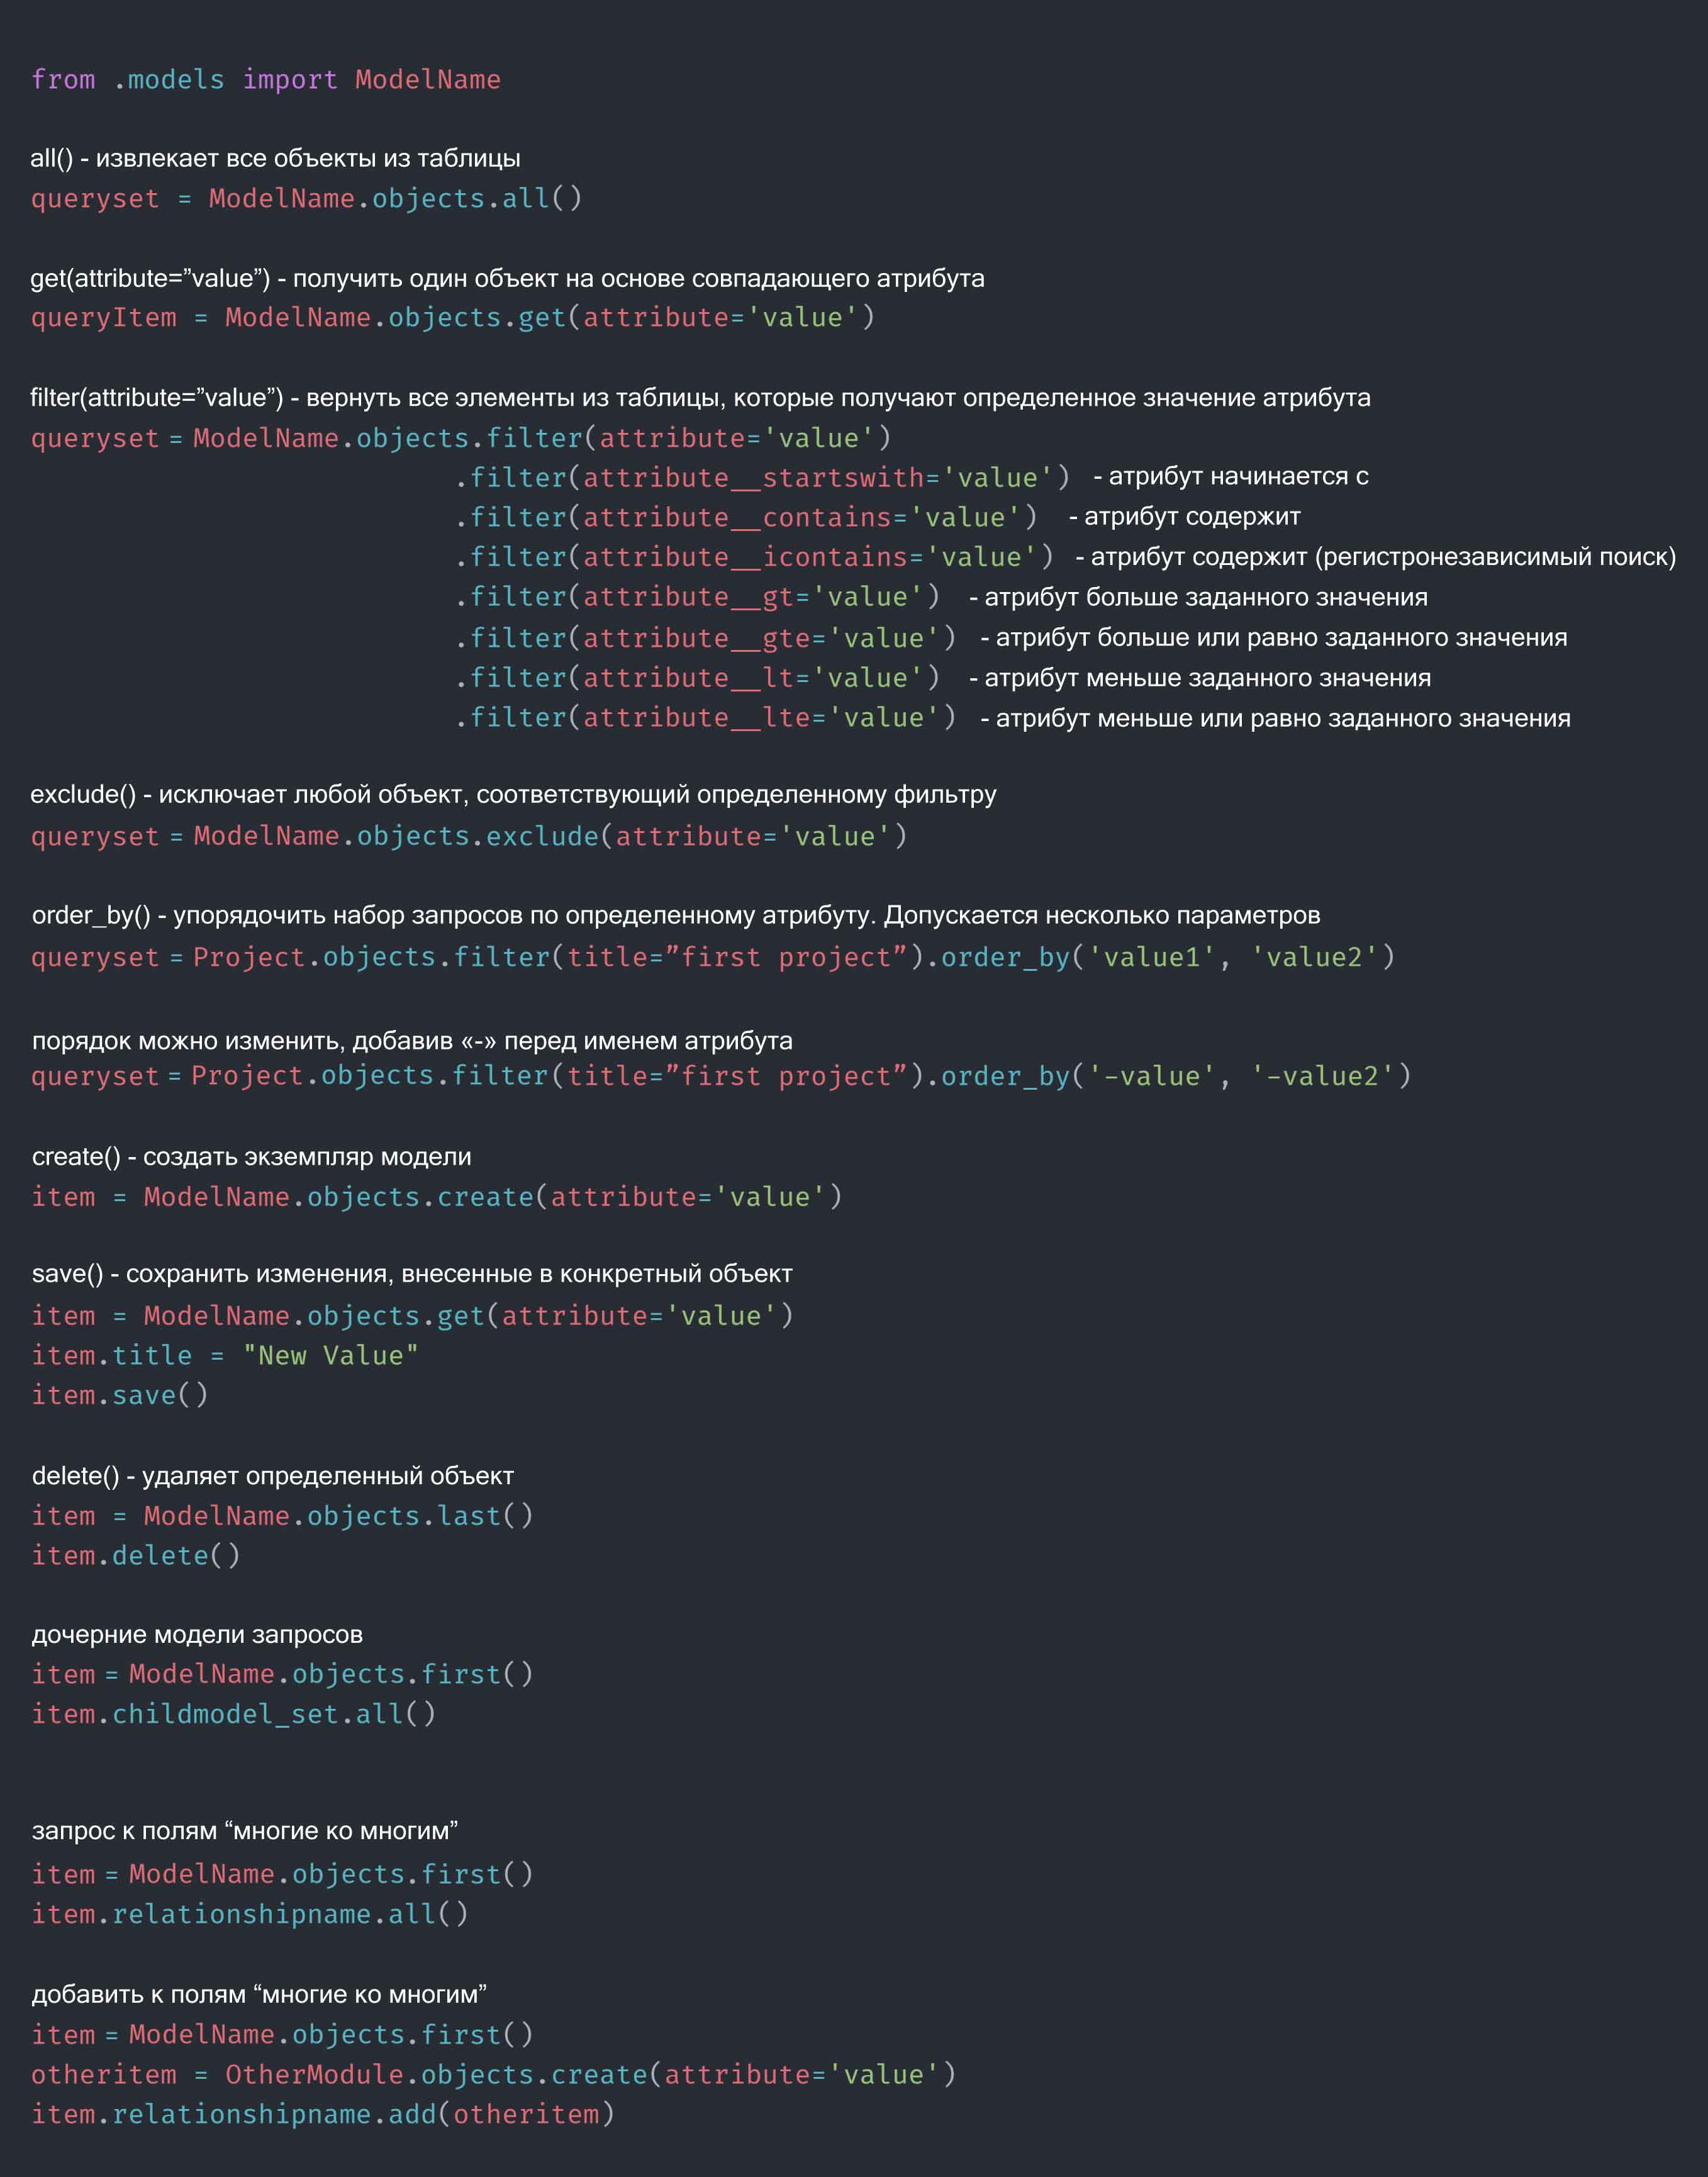 from .models import ModelName
all() - извлекает все объекты из таблицы
queryset = ModelName.objects.all()
get(attribute=”value”) - получить один объект на основе совпадающего атрибута
queryItem = ModelName.objects.get(attribute='value')
filter(attribute=”value”) - вернуть все элементы из таблицы, которые получают определенное значение атрибута
queryset = ModelName.objects.filter(attribute='value')
.filter(attribute__startswith='value') - атрибут начинается с
.filter(attribute__contains='value') - атрибут содержит
.filter(attribute__icontains='value') - атрибут содержит (регистронезависимый поиск)
.filter(attribute__gt='value') - атрибут больше заданного значения
.filter(attribute__gte='value') - атрибут больше или равно заданного значения
.filter(attribute__lt='value') - атрибут меньше заданного значения
.filter(attribute__lte='value') - атрибут меньше или равно заданного значения
exclude() - исключает любой объект, соответствующий определенному фильтру
queryset = ModelName.objects.exclude(attribute='value')
order_by() - упорядочить набор запросов по определенному атрибуту. Допускается несколько параметров
queryset = Project.objects.filter(title=”first project”).order_by('value1', 'value2')
порядок можно изменить, добавив «-» перед именем атрибута
queryset = Project.objects.filter(title=”first project”).order_by('-value', '-value2')
create() - создать экземпляр модели
item = ModelName.objects.create(attribute='value')
save() - сохранить изменения, внесенные в конкретный объект
item = ModelName.objects.get(attribute='value')
item.title = "New Value"
item.save()
delete() - удаляет определенный объект
item = ModelName.objects.last()
item.delete()
дочерние модели запросов
item = ModelName.objects.first()
item.childmodel_set.all()
запрос к полям “многие ко многим”
item = ModelName.objects.first()
item.relationshipname.all()
добавить к полям “многие ко многим”
item = ModelName.objects.first()
otheritem = OtherModule.objects.create(attribute='value')
item.relationshipname.add(otheritem)